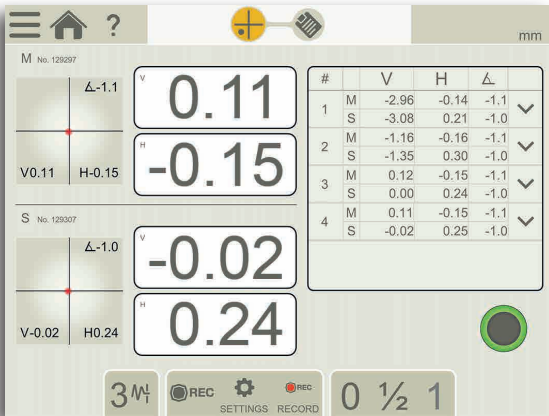 ?
mm
M No. 129297
∡-1.1
V0.11 H-0.15
V 0.11
H -0.15
S No. 129307
∡-1.0
V-0.02 H0.24
V -0.02
H 0.24
# V H ∡
1 M -2.96 -0.14 -1.1
S -3.08 0.21 -1.0
2 M -1.16 -0.16 -1.1
S -1.35 0.30 -1.0
3 M 0.12 -0.15 -1.1
S 0.00 0.24 -1.0
4 M 0.11 -0.15 -1.1
S -0.02 0.25 -1.0
3 REC SETTINGS REC RECORD 0 ½ 1